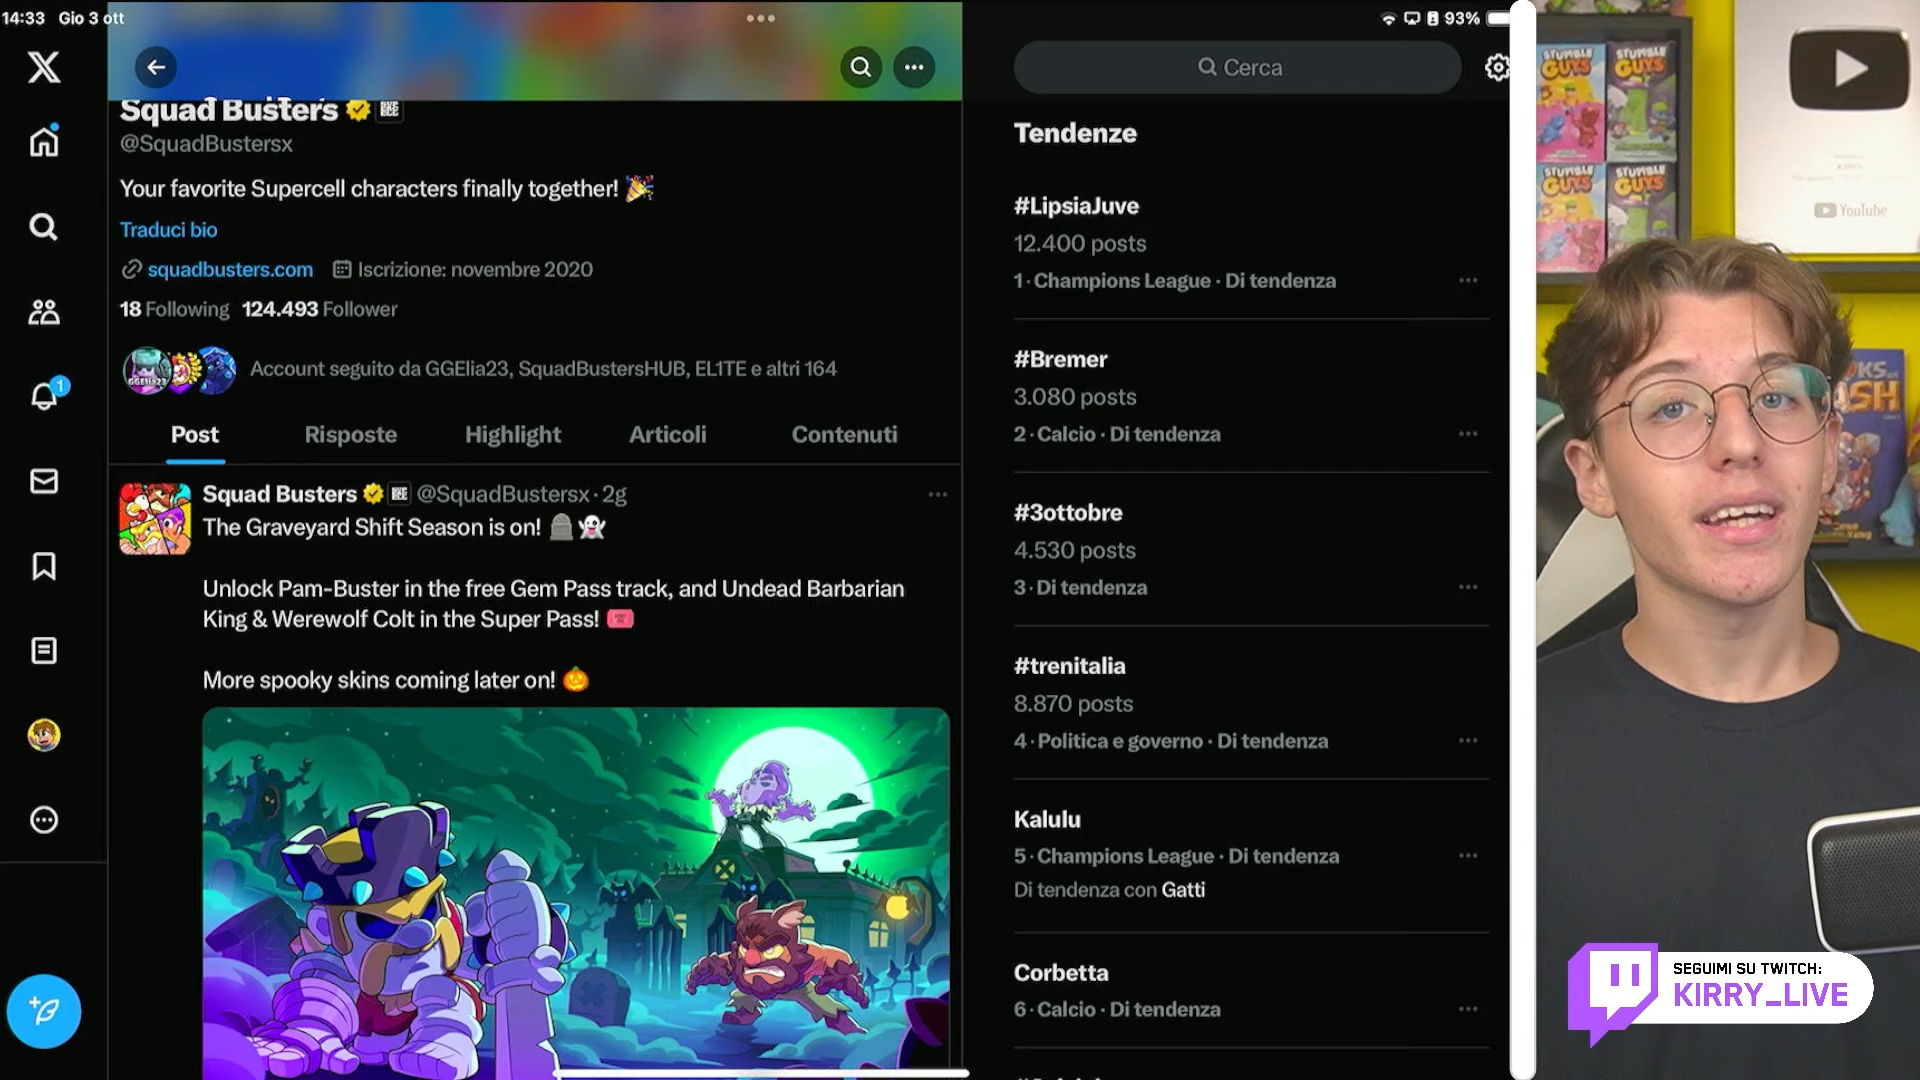 14:33 Gio 3 ott
93%
Squad Busters
@SquadBustersx
Your favorite Supercell characters finally together! 🎉
Traduci bio
squadbusters.com Iscrizione: novembre 2020
18 Following 124.493 Follower
GGElia23
Account seguito da GGElia23, SquadBustersHUB, EL1TE e altri 164
Post Risposte Highlight Articoli Contenuti
Squad Busters @SquadBustersx · 2g
The Graveyard Shift Season is on! 🪦👻
Unlock Pam-Buster in the free Gem Pass track, and Undead Barbarian
King & Werewolf Colt in the Super Pass! 🎟️
More spooky skins coming later on! 🎃
1
Cerca
Tendenze
#LipsiaJuve
12.400 posts
1 · Champions League · Di tendenza
#Bremer
3.080 posts
2 · Calcio · Di tendenza
#3ottobre
4.530 posts
3 · Di tendenza
#trenitalia
8.870 posts
4 · Politica e governo · Di tendenza
Kalulu
5 · Champions League · Di tendenza
Di tendenza con Gatti
Corbetta
6 · Calcio · Di tendenza
STUMBLE GUYS
STUMBLE GUYS
STUMBLE GUYS
STUMBLE GUYS
YouTube
SEGUIMI SU TWITCH:
KIRRY_LIVE